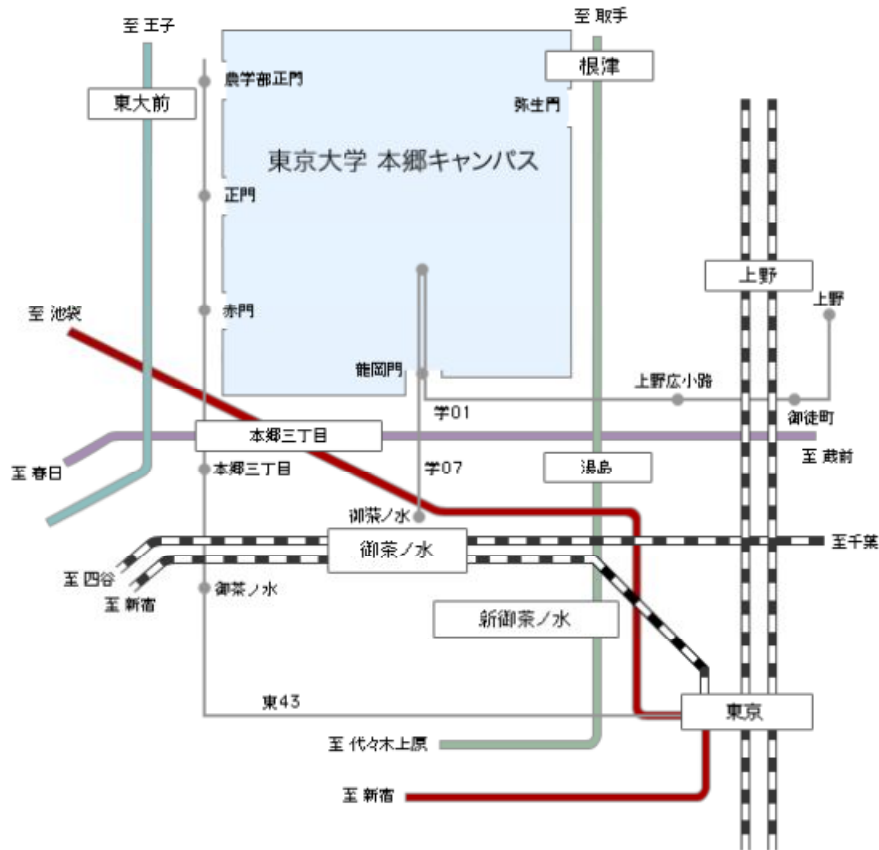 至 王子
至 取手
農学部正門
根津
東大前
弥生門
東京大学 本郷キャンパス
正門
上野
上野
至 池袋
赤門
龍岡門
上野広小路
学01
御徒町
本郷三丁目
至 蔵前
至 春日
本郷三丁目
学07
湯島
御茶ノ水
御茶ノ水
至千葉
至 四谷
至 新宿
御茶ノ水
新御茶ノ水
東43
東京
至 代々木上原
至 新宿